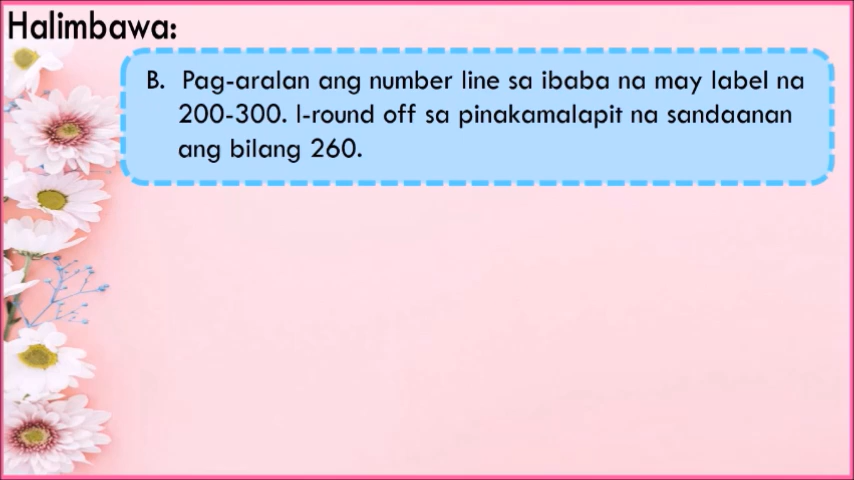 Halimbawa:
B. Pag-aralan ang number line sa ibaba na may label na
200-300. I-round off sa pinakamalapit na sandaanan
ang bilang 260.